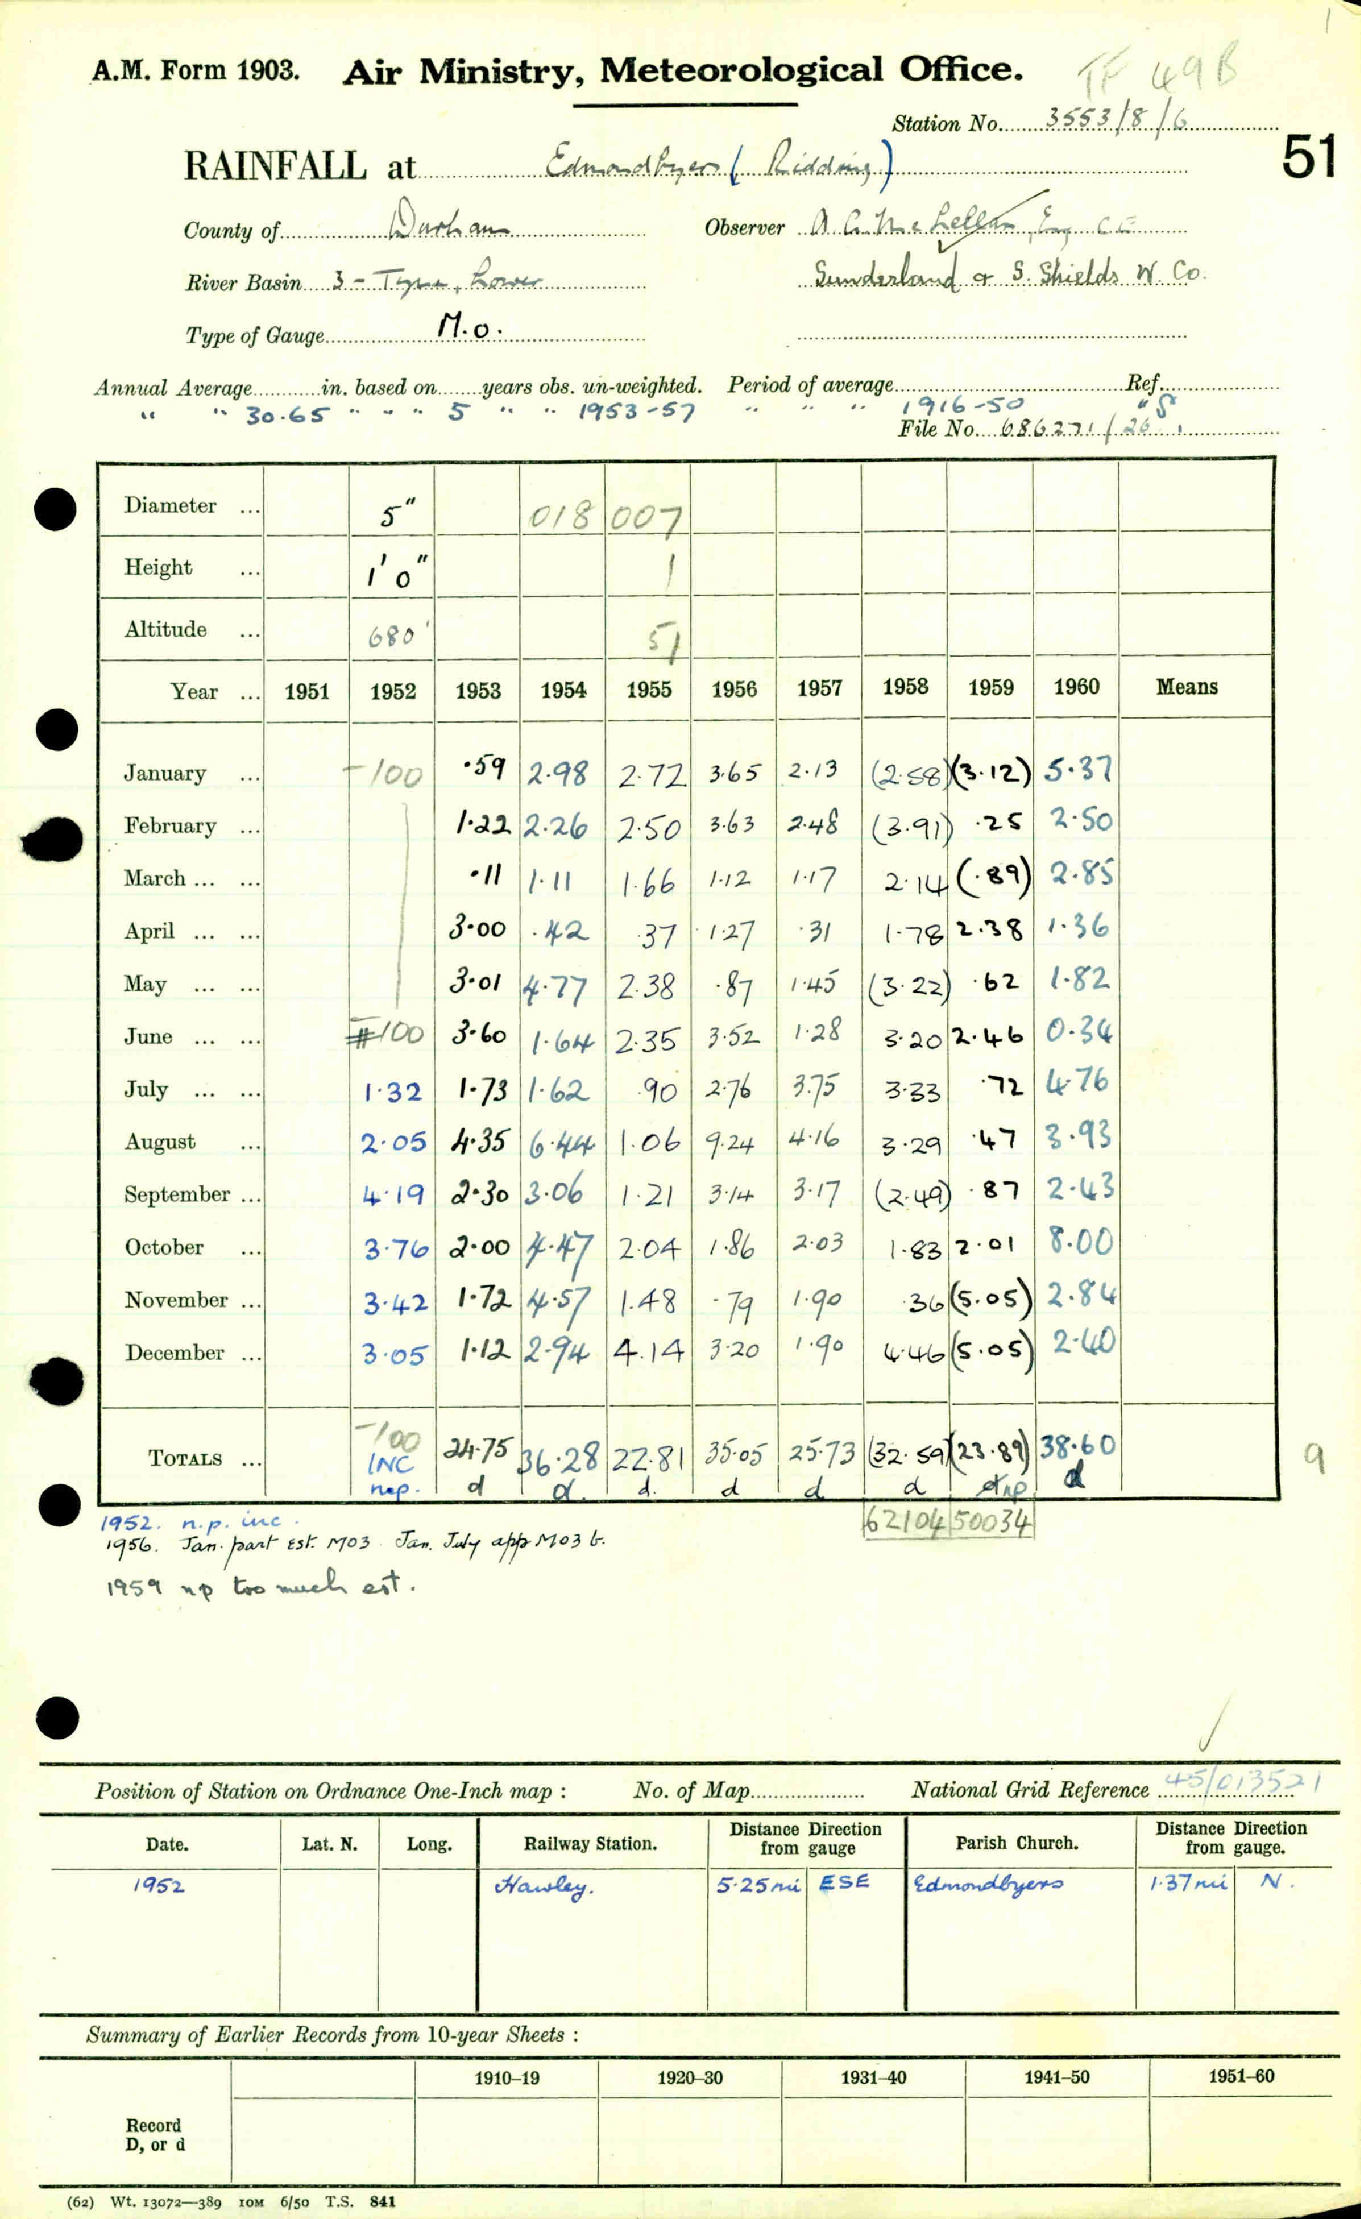 1
A.M. Form 1903. Air Ministry, Meteorological Office. TF 49B
Station No. 3553/8/6
51
RAINFALL at Edmondbyers (Ridding)
County of Durham Observer A. C. McLellan, Esq CE
River Basin 3 - Tyne, Lower Sunderland & S. Shields W. Co.
Type of Gauge M.O.
Annual Average in. based on years obs. un-weighted. Period of average Ref.
" " 30.65 " " " 5 " " 1953-57 " " " 1916-50 "
File No. 686271/26
Diameter ... 5" 018 007
Height ... 1' 0" 1
Altitude ... 680' 51
Year ... 1951 1952 1953 1954 1955 1956 1957 1958 1959 1960 Means
January ... -100 .59 2.98 2.72 3.65 2.13 (2.58) (3.12) 5.37
February ... 1.22 2.26 2.50 3.63 2.48 (3.91) .25 2.50
March ... ... .11 1.11 1.66 1.12 1.17 2.14 (.89) 2.85
April ... ... 3.00 .42 .37 1.27 .31 1.78 2.38 1.36
May ... ... 3.01 4.77 2.38 .87 1.45 (3.22) .62 1.82
June ... ... -100 3.60 1.64 2.35 3.52 1.28 3.20 2.46 0.34
July ... ... 1.32 1.73 1.62 .90 2.76 3.75 3.33 .72 4.76
August ... 2.05 4.35 6.44 1.06 9.24 4.16 3.29 .47 3.93
September ... 4.19 2.30 3.06 1.21 3.14 3.17 (2.49) .87 2.43
October ... 3.76 2.00 4.47 2.04 1.86 2.03 1.83 2.01 8.00
November ... 3.42 1.72 4.57 1.48 .79 1.90 .36 (5.05) 2.84
December ... 3.05 1.12 2.94 4.14 3.20 1.90 4.46 (5.05) 2.40
-100
TOTALS ... INC 24.75 36.28 22.81 35.05 25.73 (32.59) (23.89) 38.60 9
n.p. d d. d. d d d np d
1952. n.p. inc. 62104 50034
1956. Jan. part est. M03 Jan. July app M03 b.
1959 np too much est.
Position of Station on Ordnance One-Inch map : No. of Map National Grid Reference 45/013521
Date. Lat. N. Long. Railway Station. Distance Direction from gauge Parish Church. Distance Direction from gauge.
1952 Hawley. 5.25mi ESE Edmondbyers 1.37mi N.
Summary of Earlier Records from 10-year Sheets :
1910–19 1920–30 1931–40 1941–50 1951–60
Record
D, or d
(62) Wt. 13072—389 10M 6/50 T.S. 841